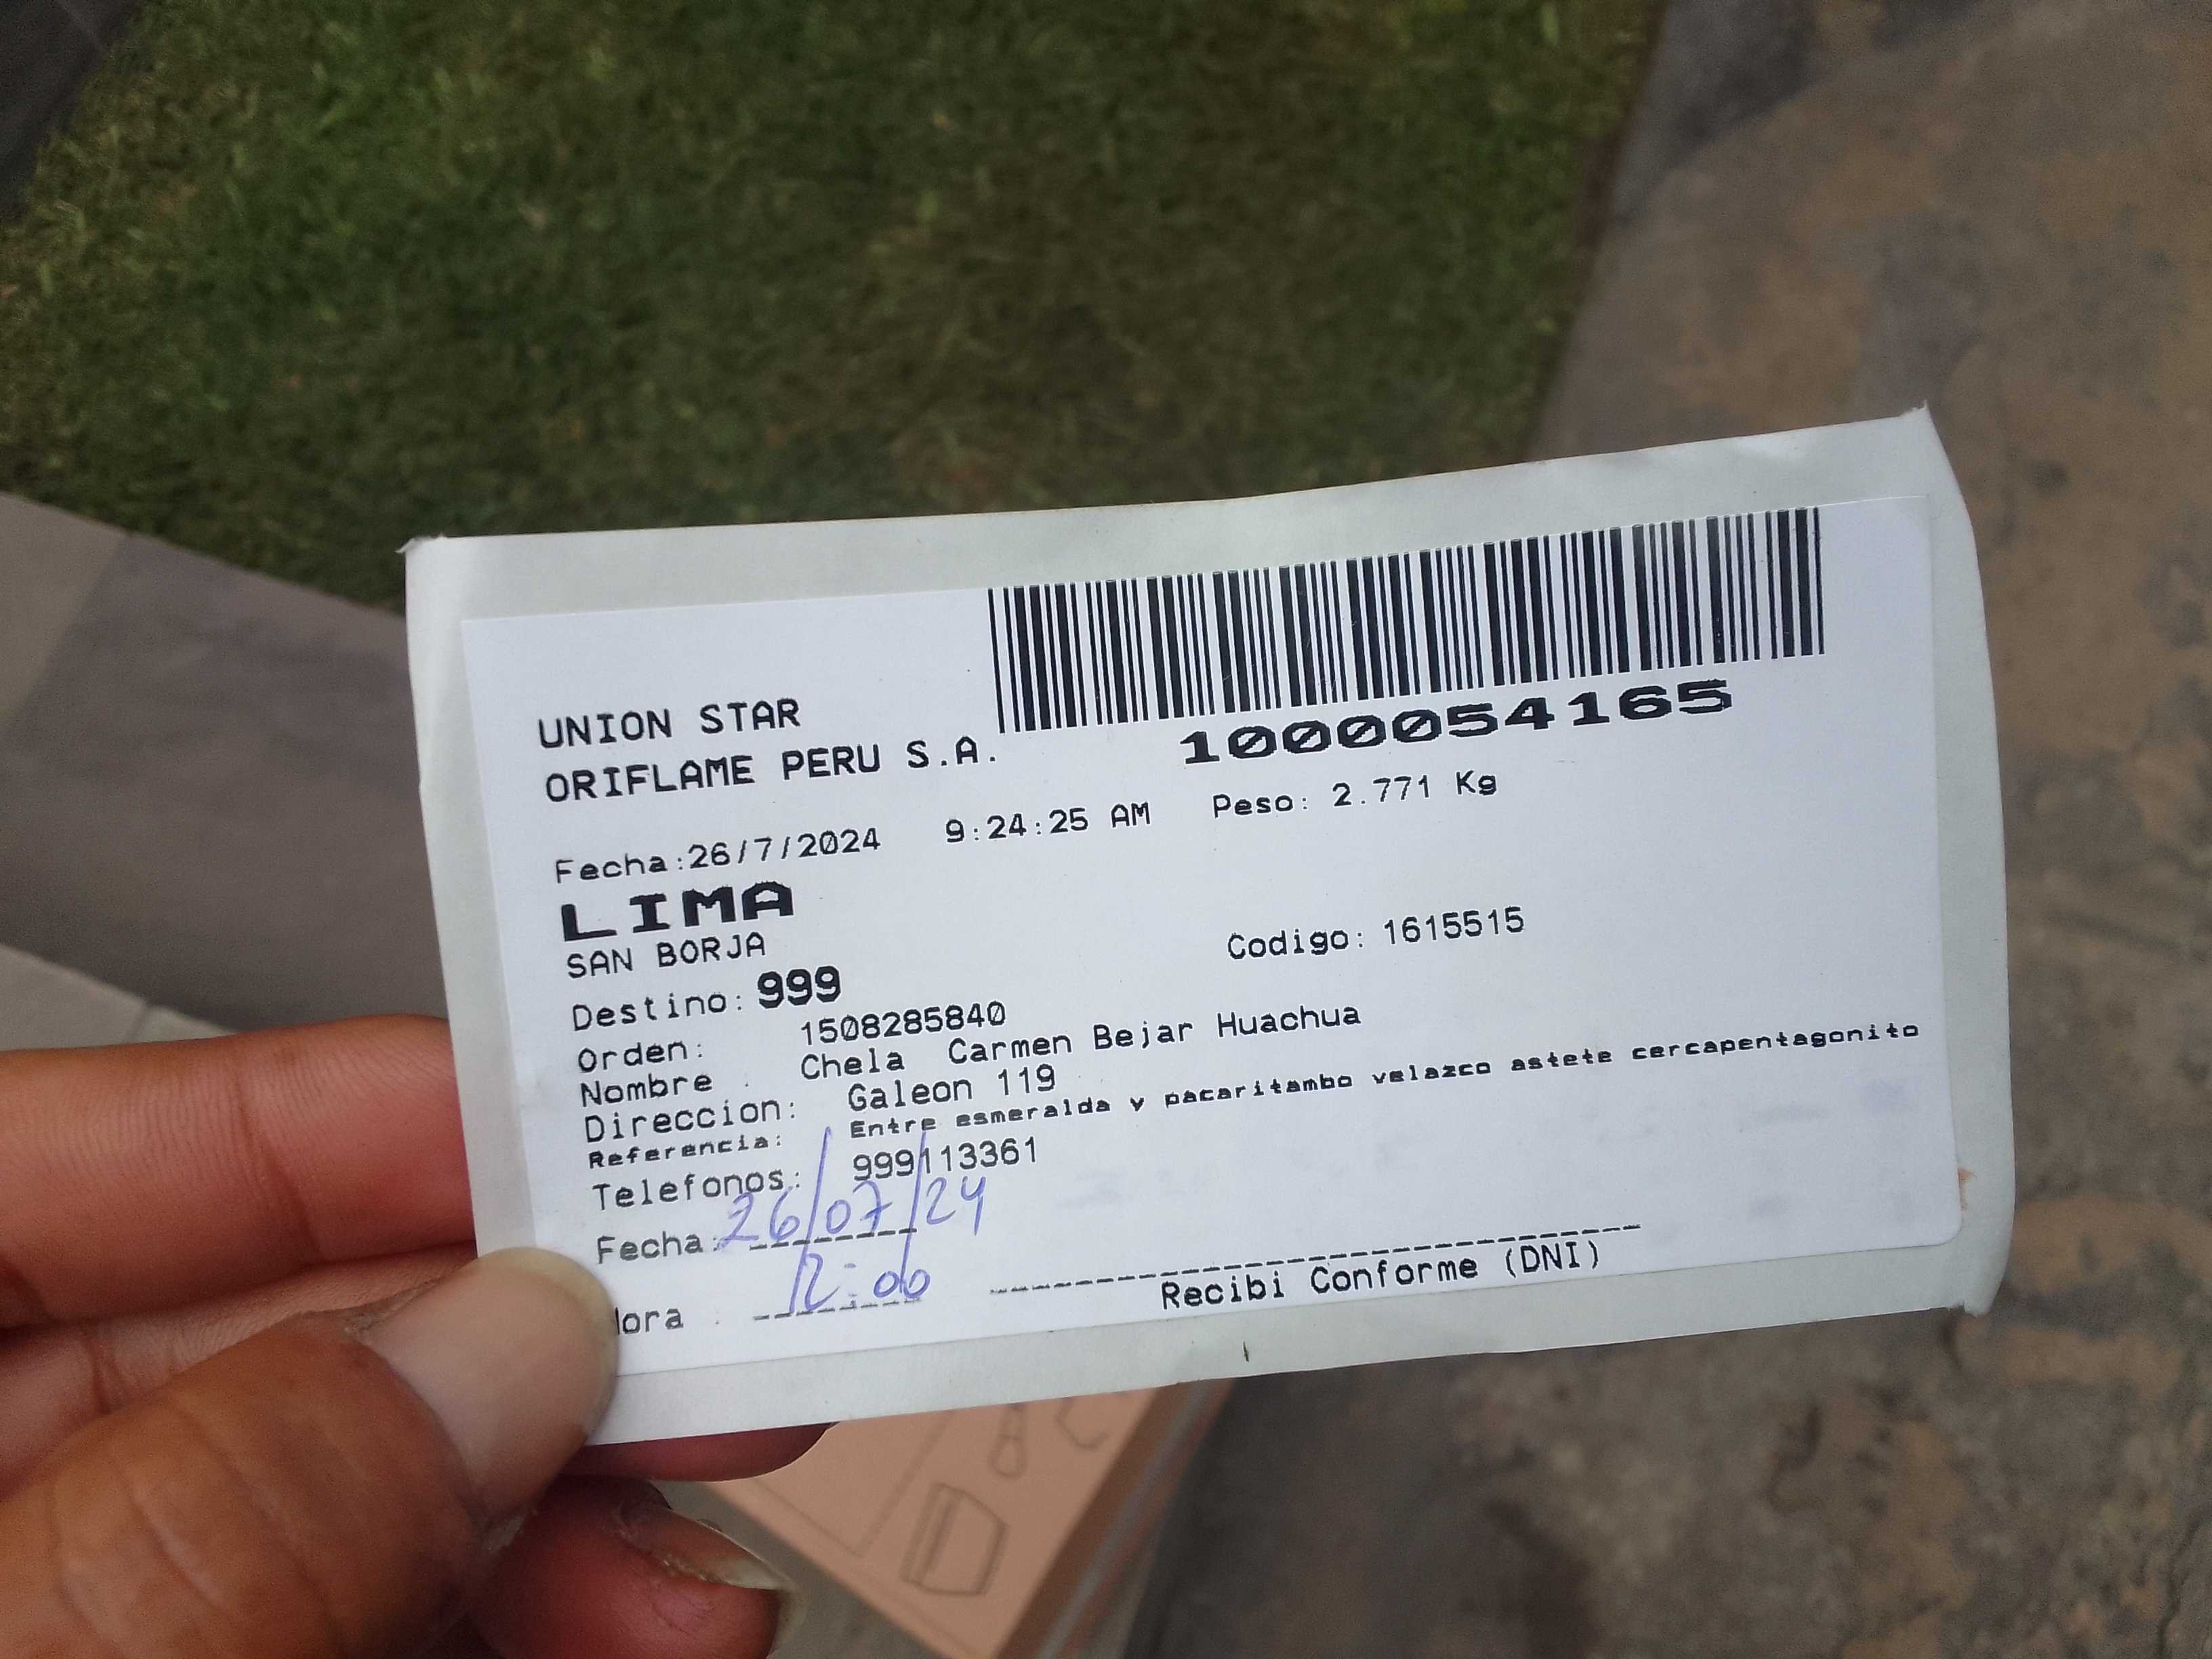 UNION STAR
ORIFLAME PERU S.A.
1000054165
Fecha:26/7/2024 9:24:25 AM Peso: 2.771 Kg
LIMA
SAN BORJA
Codigo: 1615515
Destino: 999
Orden: 1508285840
Nombre : Chela Carmen Bejar Huachua
Direccion: Galeon 119
Referencia: Entre esmeralda y pacaritambo velazco astete cercapentagonito
Telefonos: 999113361
Fecha: 26/07/24
lora : 12:00
Recibi Conforme (DNI)